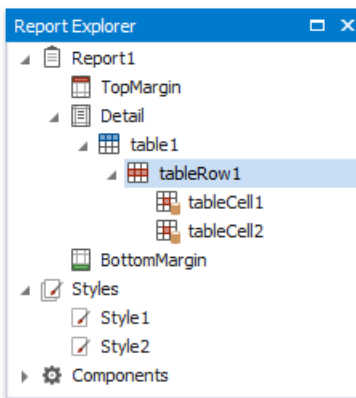 Report Explorer
Report1
TopMargin
Detail
table1
tableRow1
tableCell1
tableCell2
BottomMargin
Styles
Style1
Style2
Components